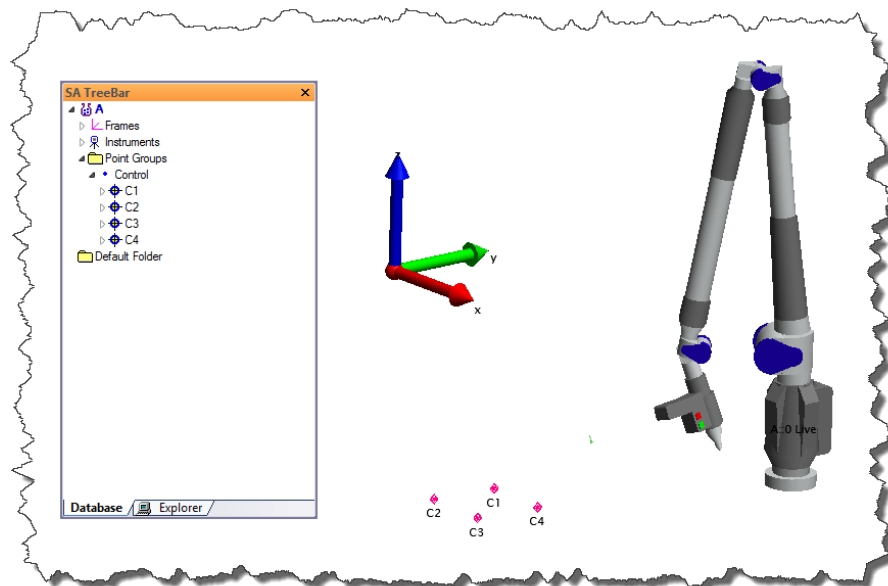 SA TreeBar
A
Frames
Instruments
Point Groups
Control
C1
C2
C3
C4
Default Folder
Database
Explorer
z
y
x
A::0 Live
C1
C2
C4
C3